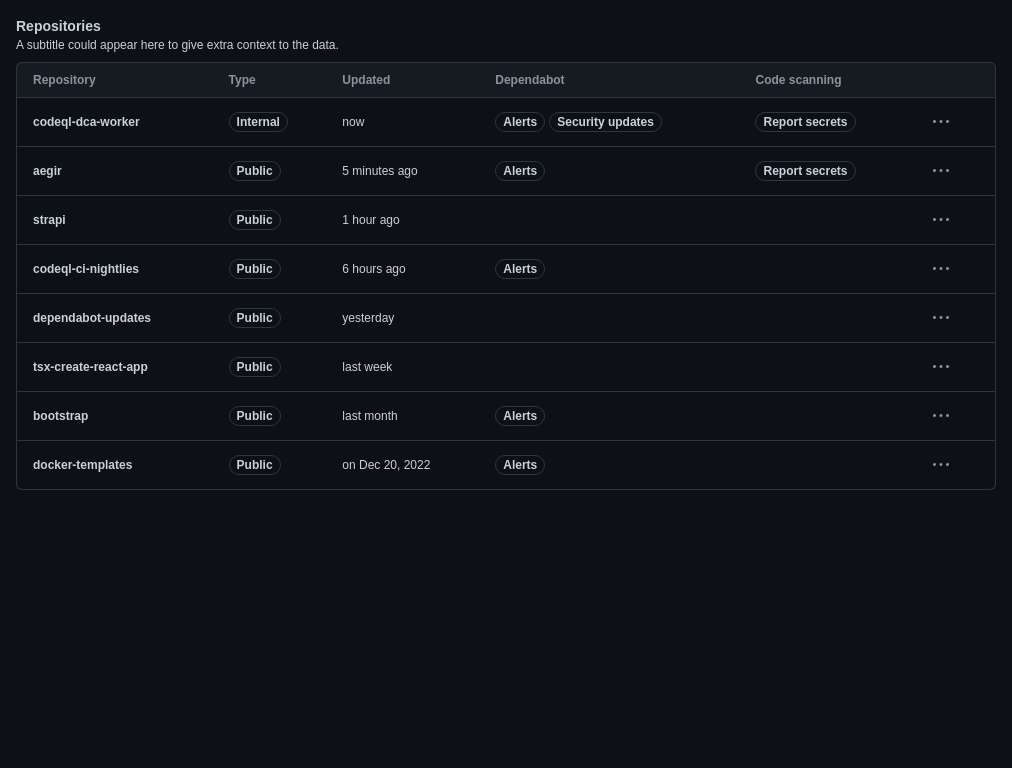 Repositories
A subtitle could appear here to give extra context to the data.
Repository Type Updated Dependabot Code scanning
codeql-dca-worker Internal now Alerts Security updates Report secrets
aegir Public 5 minutes ago Alerts Report secrets
strapi Public 1 hour ago
codeql-ci-nightlies Public 6 hours ago Alerts
dependabot-updates Public yesterday
tsx-create-react-app Public last week
bootstrap Public last month Alerts
docker-templates Public on Dec 20, 2022 Alerts